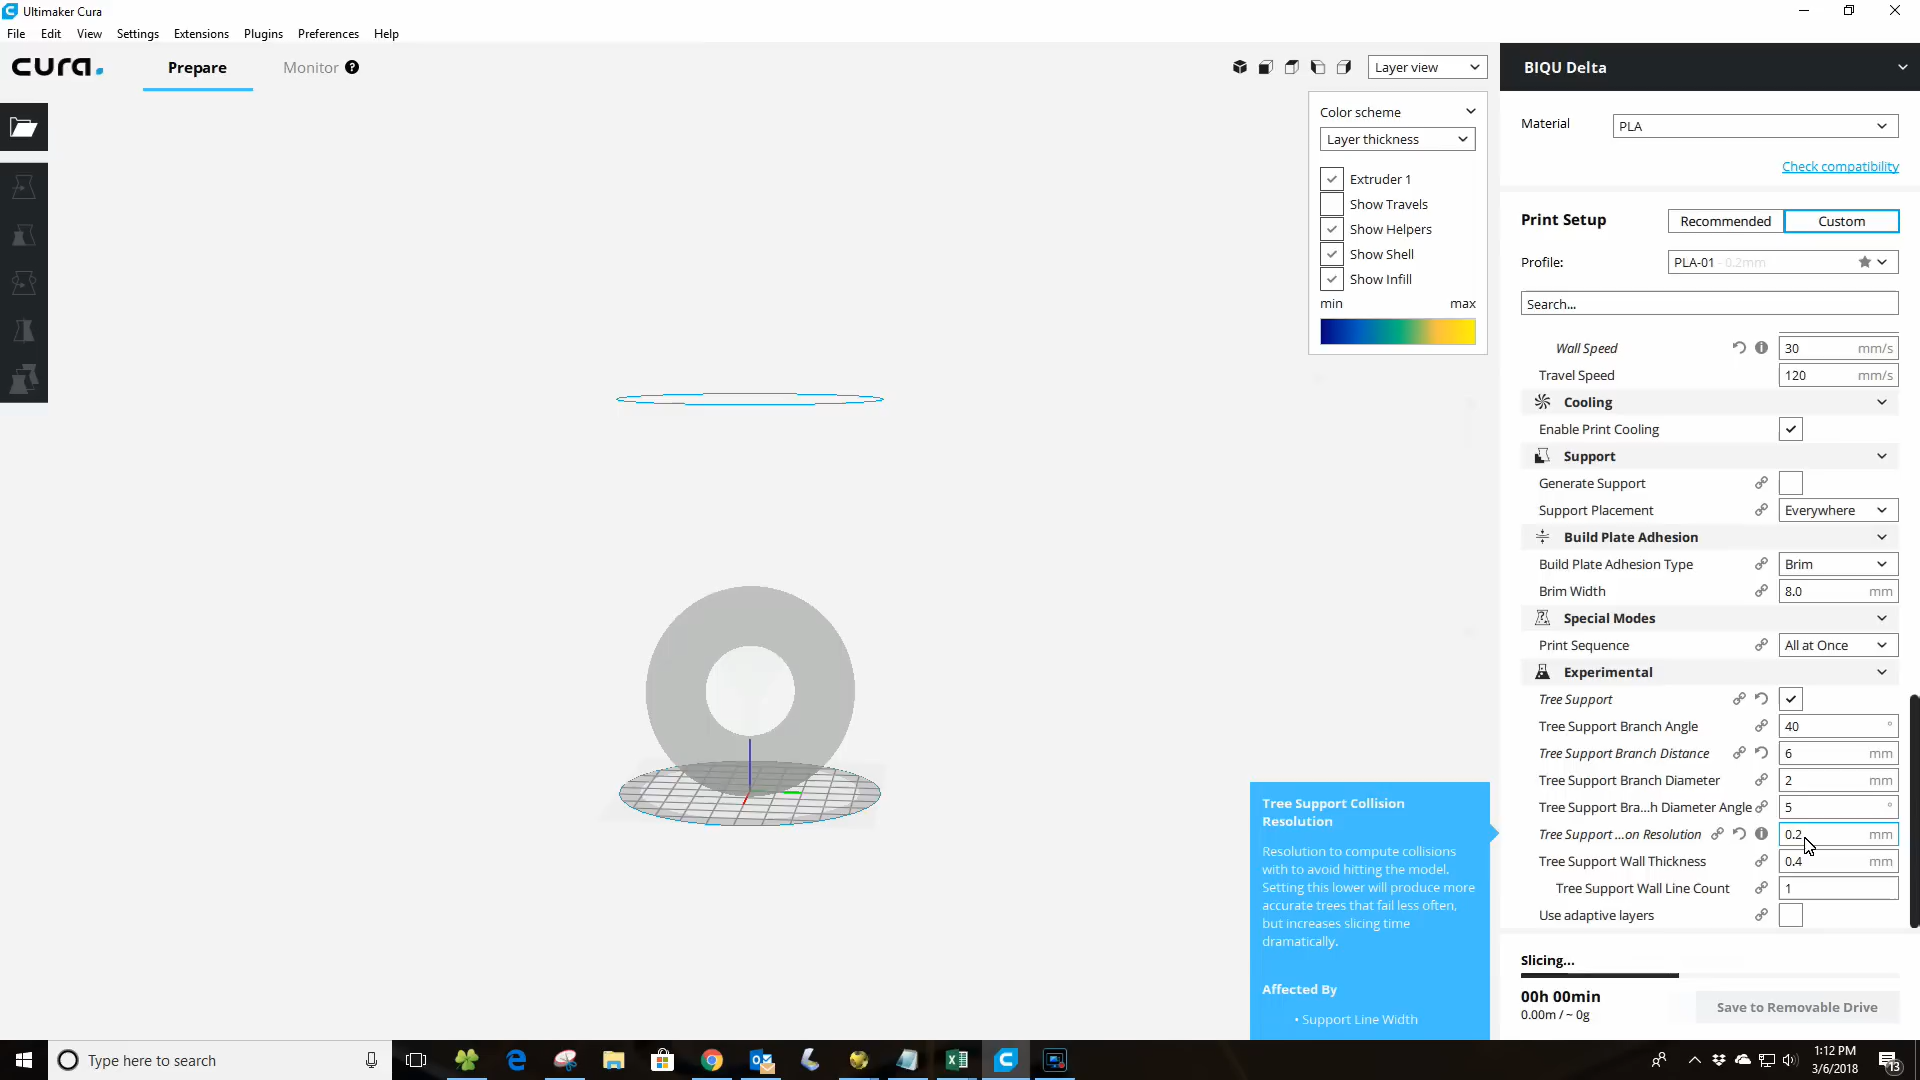 Ultimaker Cura
File Edit View Settings Extensions Plugins Preferences Help
cura.
Prepare
Monitor ?
Layer view
BIQU Delta
Color scheme
Layer thickness
Extruder 1
Show Travels
Show Helpers
Show Shell
Show Infill
min max
Material PLA
Check compatibility
Print Setup Recommended Custom
Profile: PLA-01 - 0.2mm
Search...
Wall Speed 30 mm/s
Travel Speed 120 mm/s
Cooling
Enable Print Cooling
Support
Generate Support
Support Placement Everywhere
Build Plate Adhesion
Build Plate Adhesion Type Brim
Brim Width 8.0 mm
Special Modes
Print Sequence All at Once
Experimental
Tree Support
Tree Support Branch Angle 40 °
Tree Support Branch Distance 6 mm
Tree Support Branch Diameter 2 mm
Tree Support Bra...h Diameter Angle 5 °
Tree Support ...on Resolution 0.2 mm
Tree Support Wall Thickness 0.4 mm
Tree Support Wall Line Count 1
Use adaptive layers
Tree Support Collision
Resolution
Resolution to compute collisions
with to avoid hitting the model.
Setting this lower will produce more
accurate trees that fail less often,
but increases slicing time
dramatically.
Affected By
• Support Line Width
Slicing...
00h 00min
0.00m / ~ 0g
Save to Removable Drive
Type here to search
1:12 PM
3/6/2018
13